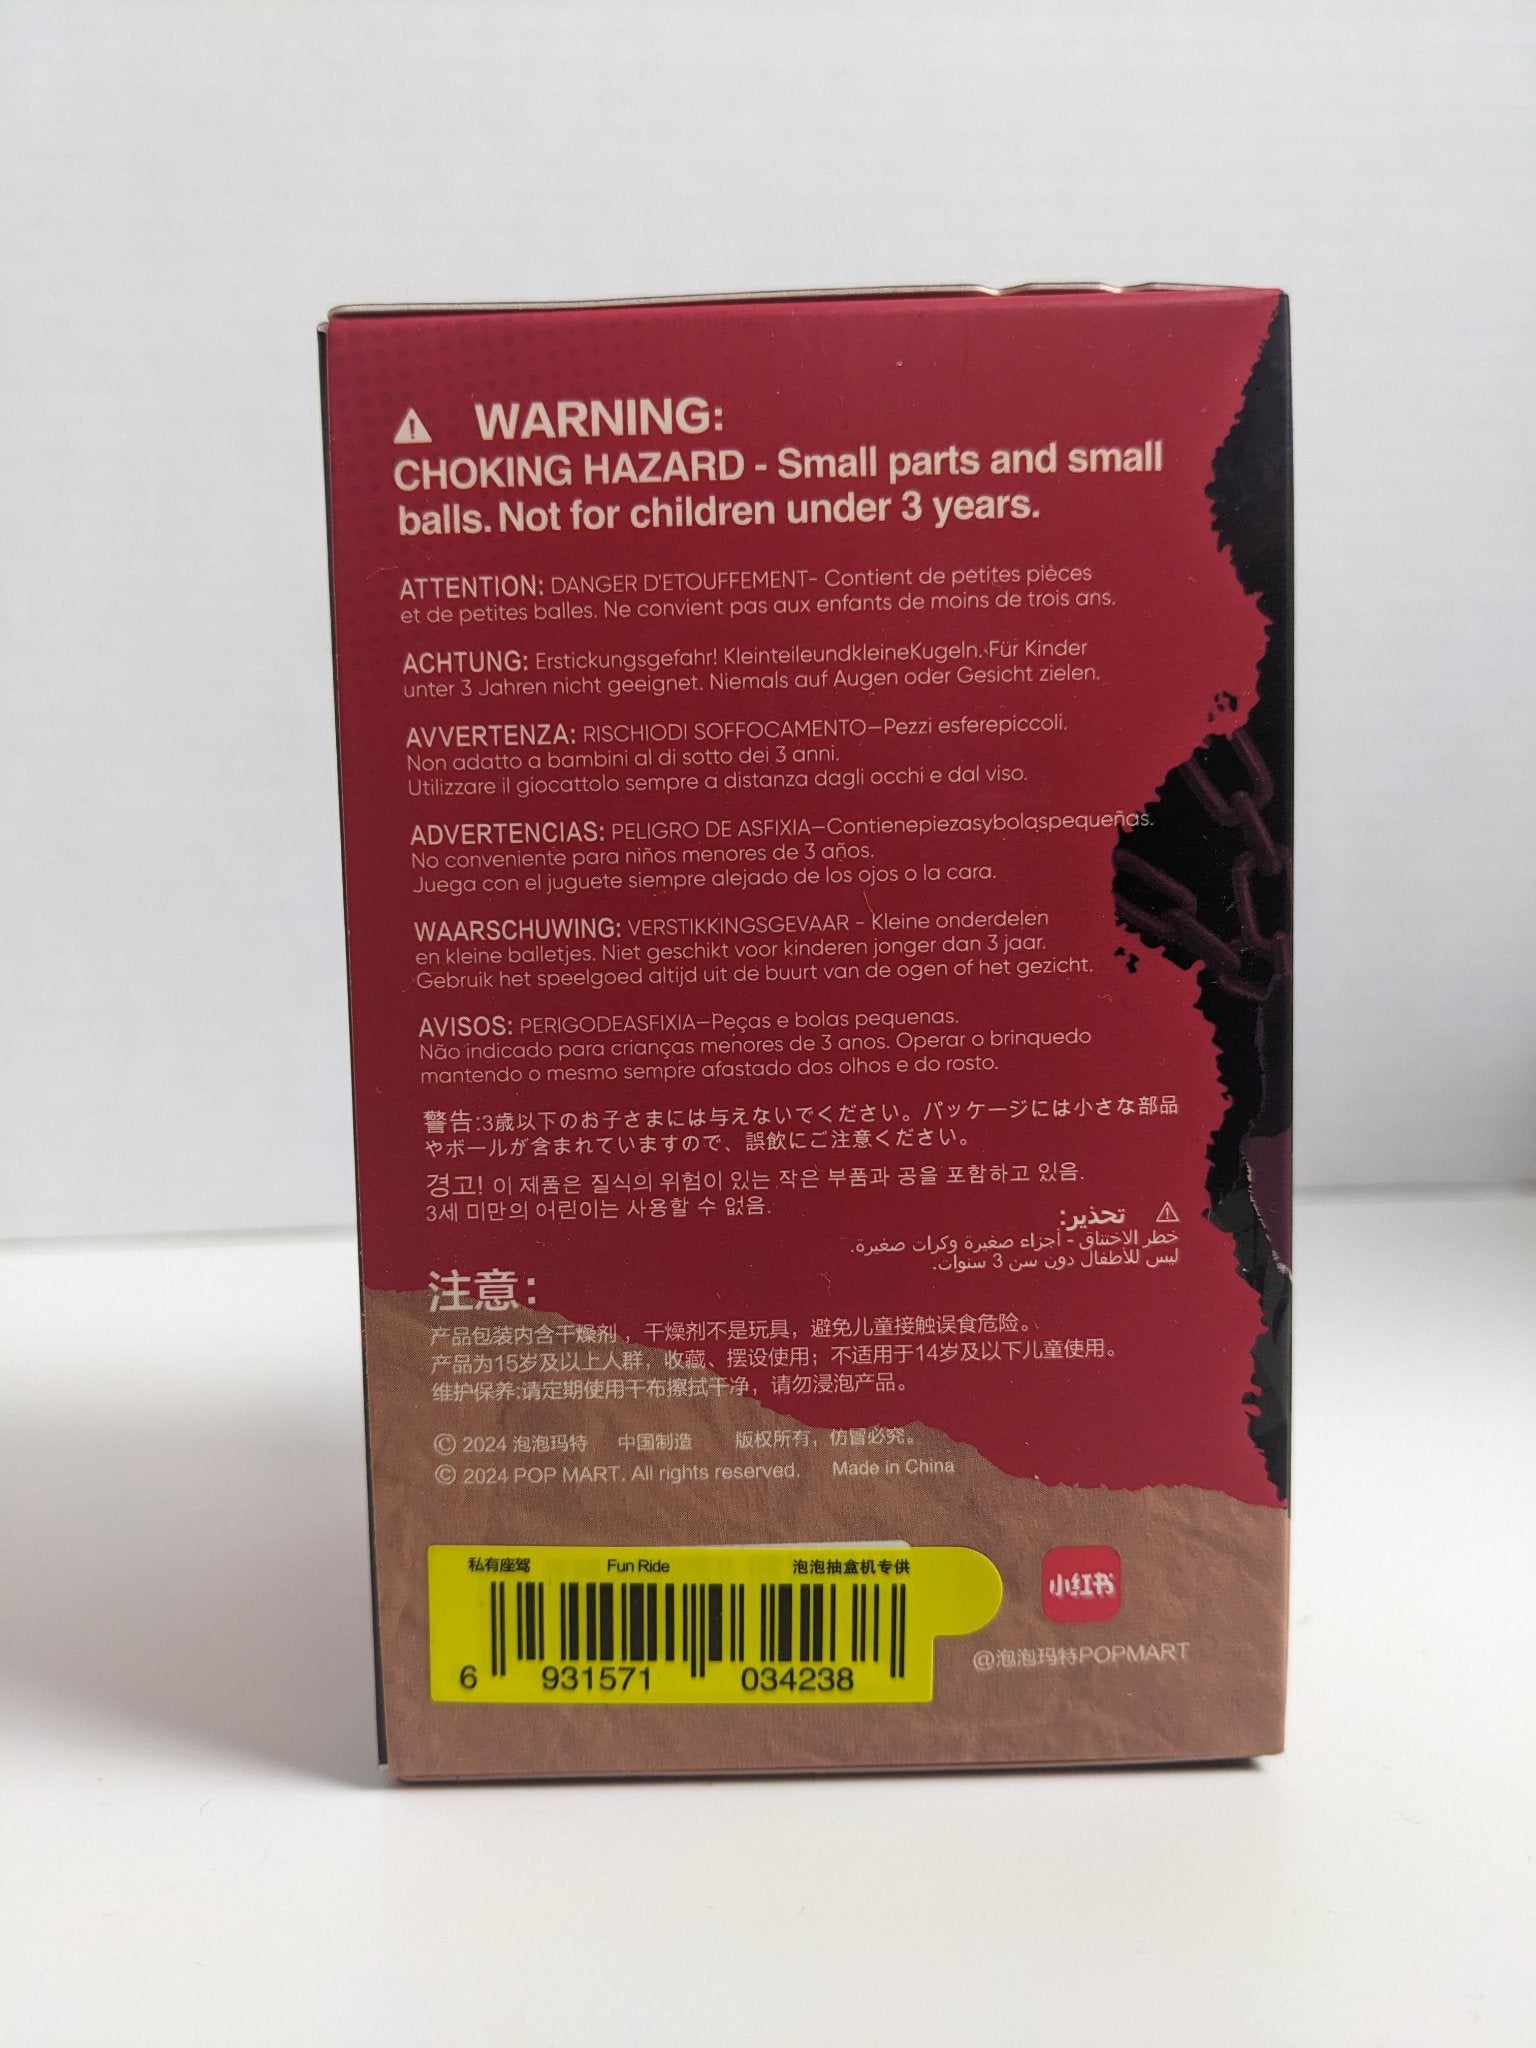 ⚠ WARNING:
CHOKING HAZARD - Small parts and small
balls. Not for children under 3 years.
ATTENTION: DANGER D'ETOUFFEMENT- Contient de petites pièces
et de petites balles. Ne convient pas aux enfants de moins de trois ans.
ACHTUNG: Erstickungsgefahr! KleinteileundkleineKugeln. Für Kinder
unter 3 Jahren nicht geeignet. Niemals auf Augen oder Gesicht zielen.
AVVERTENZA: RISCHIODI SOFFOCAMENTO—Pezzi esferepiccoli.
Non adatto a bambini al di sotto dei 3 anni.
Utilizzare il giocattolo sempre a distanza dagli occhi e dal viso.
ADVERTENCIAS: PELIGRO DE ASFIXIA—Contienepiezasybolaspequeñas.
No conveniente para niños menores de 3 años.
Juega con el juguete siempre alejado de los ojos o la cara.
WAARSCHUWING: VERSTIKKINGSGEVAAR - Kleine onderdelen
en kleine balletjes. Niet geschikt voor kinderen jonger dan 3 jaar.
Gebruik het speelgoed altijd uit de buurt van de ogen of het gezicht.
AVISOS: PERIGODEASFIXIA—Peças e bolas pequenas.
Não indicado para crianças menores de 3 anos. Operar o brinquedo
mantendo o mesmo sempre afastado dos olhos e do rosto.
警告:3歳以下のお子さまには与えないでください。パッケージには小さな部品
やボールが含まれていますので、誤飲にご注意ください。
경고! 이 제품은 질식의 위험이 있는 작은 부품과 공을 포함하고 있음.
3세 미만의 어린이는 사용할 수 없음.
⚠ تحذير:
خطر الاختناق - أجزاء صغيرة وكرات صغيرة.
ليس للأطفال دون سن 3 سنوات.
注意：
产品包装内含干燥剂，干燥剂不是玩具，避免儿童接触误食危险。
产品为15岁及以上人群，收藏、摆设使用；不适用于14岁及以下儿童使用。
维护保养:请定期使用干布擦拭干净，请勿浸泡产品。
© 2024 泡泡玛特 中国制造 版权所有，仿冒必究。
© 2024 POP MART. All rights reserved. Made in China
私有座驾 Fun Ride 泡泡抽盒机专供
6 931571 034238
小红书
@泡泡玛特POPMART